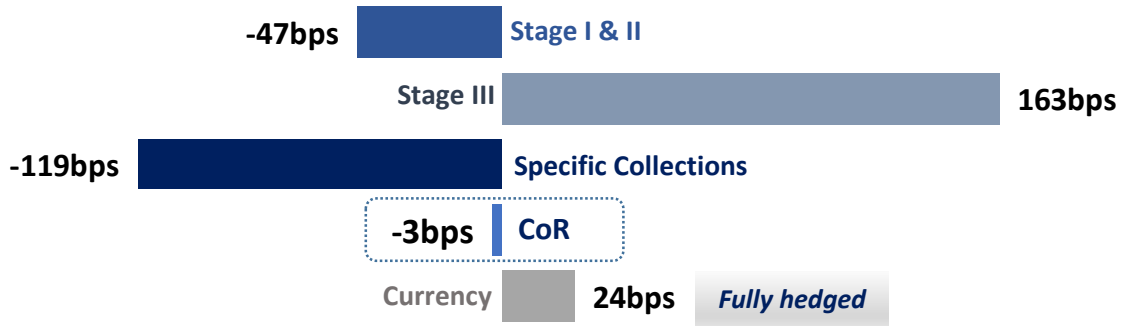 -47bps Stage I & II
Stage III 163bps
-119bps Specific Collections
-3bps CoR
Currency 24bps Fully hedged